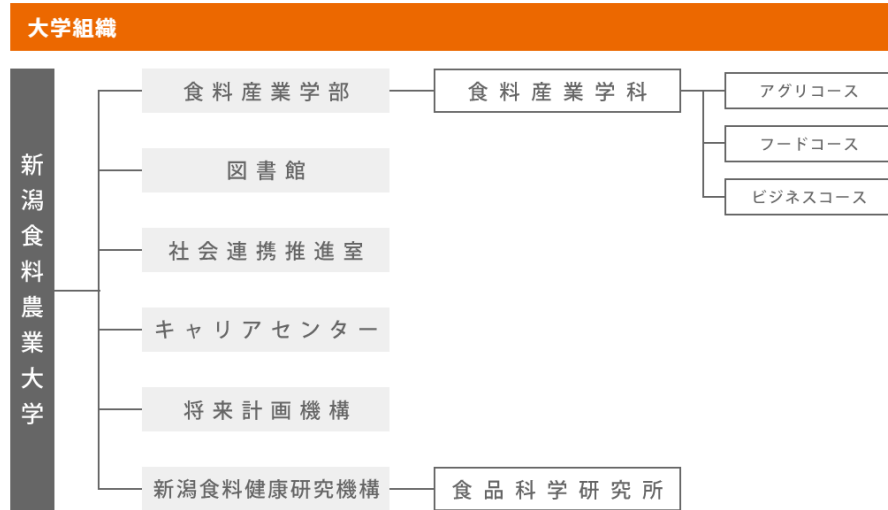 大学組織
新潟食料農業大学
食料産業学部
食料産業学科
アグリコース
フードコース
ビジネスコース
図書館
社会連携推進室
キャリアセンター
将来計画機構
新潟食料健康研究機構
食品科学研究所